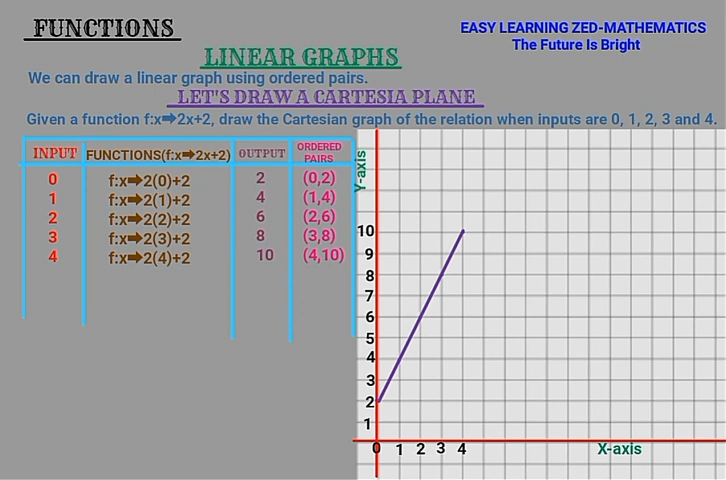 FUNCTIONS
EASY LEARNING ZED-MATHEMATICS
The Future Is Bright
LINEAR GRAPHS
We can draw a linear graph using ordered pairs.
LET'S DRAW A CARTESIA PLANE
Given a function f:x➡2x+2, draw the Cartesian graph of the relation when inputs are 0, 1, 2, 3 and 4.
INPUT FUNCTIONS(f:x➡2x+2) OUTPUT ORDERED PAIRS
0 f:x➡2(0)+2 2 (0,2)
1 f:x➡2(1)+2 4 (1,4)
2 f:x➡2(2)+2 6 (2,6)
3 f:x➡2(3)+2 8 (3,8)
4 f:x➡2(4)+2 10 (4,10)
Y-axis
10
9
8
7
6
5
4
3
2
1
0 1 2 3 4 X-axis